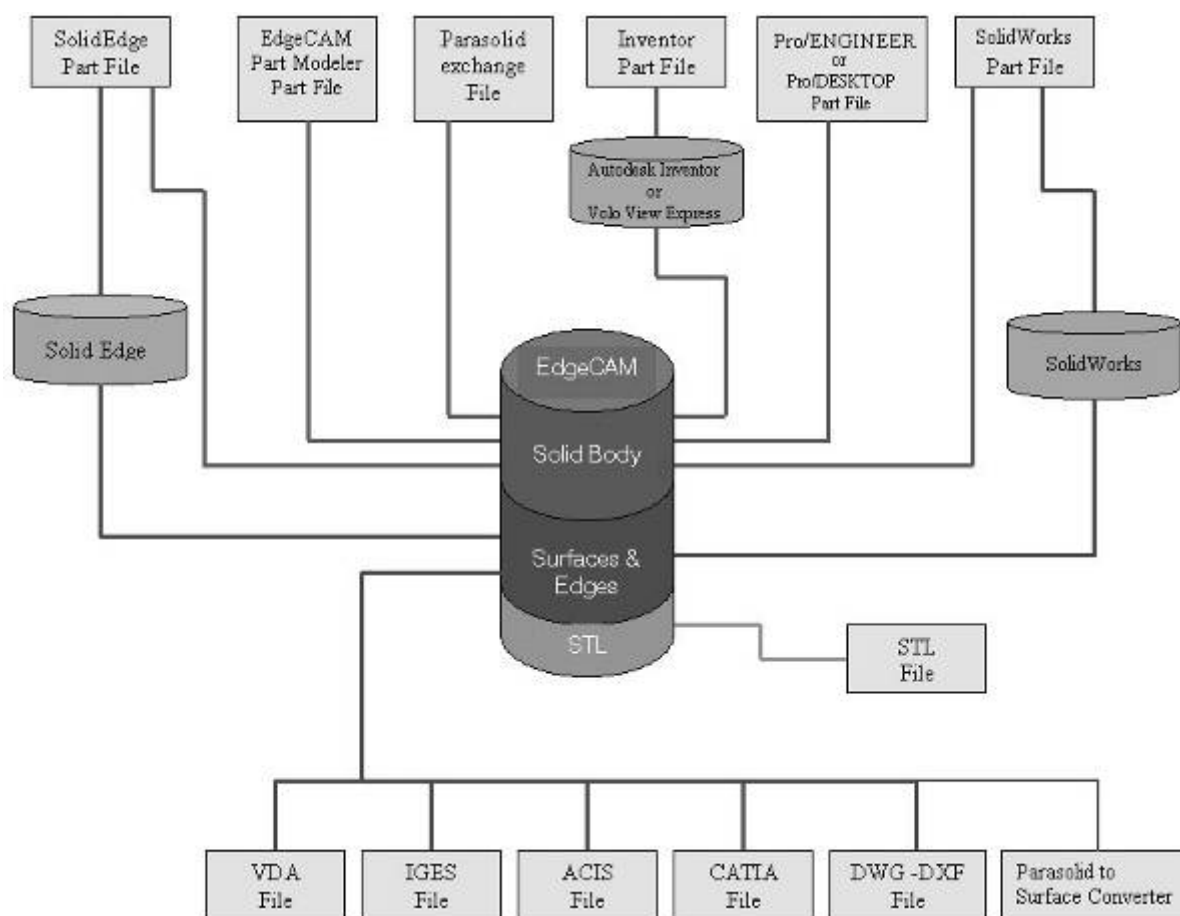 SolidEdge
Part File
EdgeCAM
Part Modeler
Part File
Parasolid
exchange
File
Inventor
Part File
Pro/ENGINEER
or
Pro/DESKTOP
Part File
SolidWorks
Part File
Autodesk Inventor
or
Volo View Express
Solid Edge
SolidWorks
EdgeCAM
Solid Body
Surfaces &
Edges
STL
STL
File
VDA
File
IGES
File
ACIS
File
CATIA
File
DWG -DXF
File
Parasolid to
Surface Converter